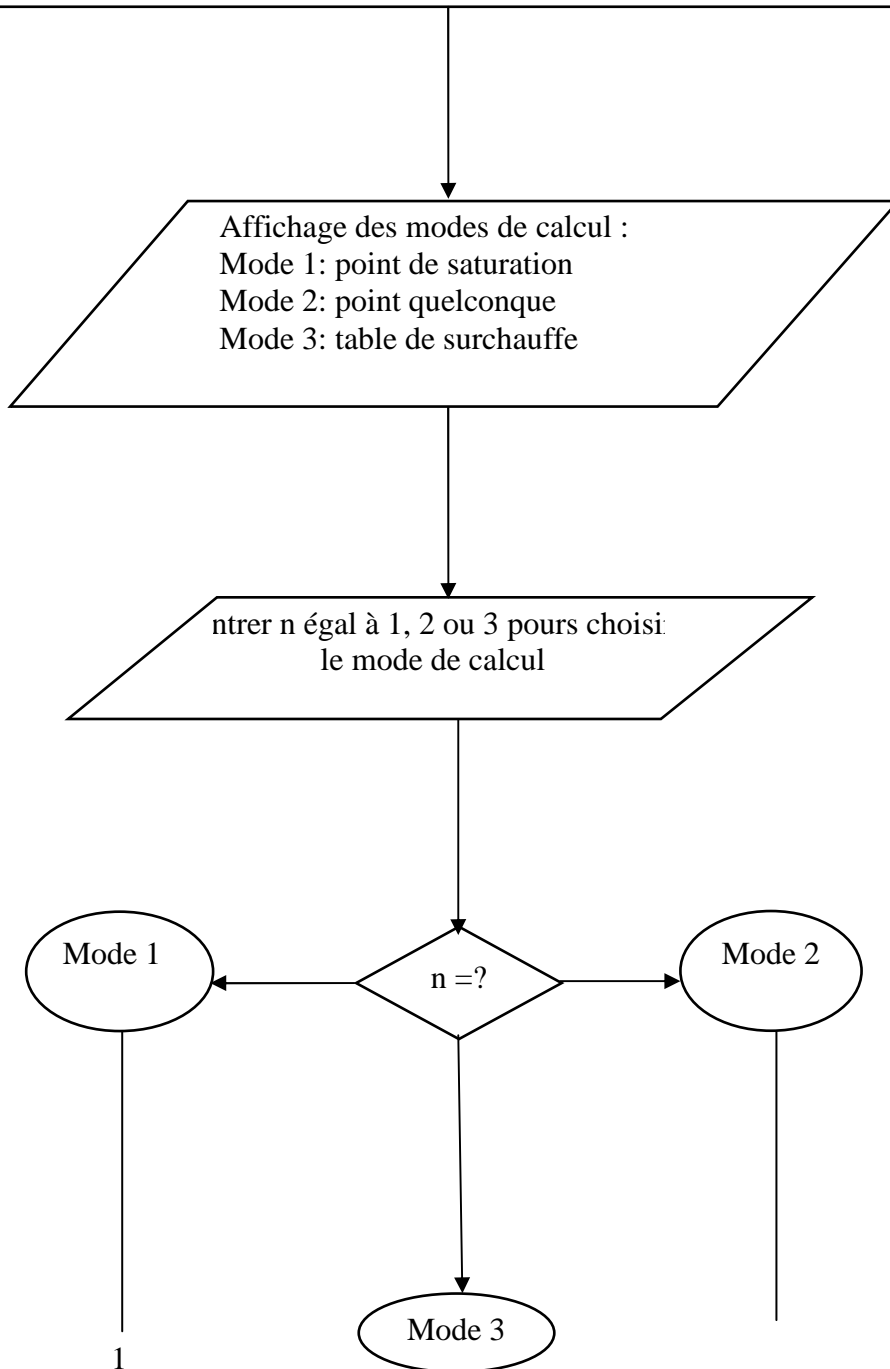 Affichage des modes de calcul :
Mode 1: point de saturation
Mode 2: point quelconque
Mode 3: table de surchauffe
ntrer n égal à 1, 2 ou 3 pours choisi
le mode de calcul
Mode 1
n =?
Mode 2
Mode 3
1